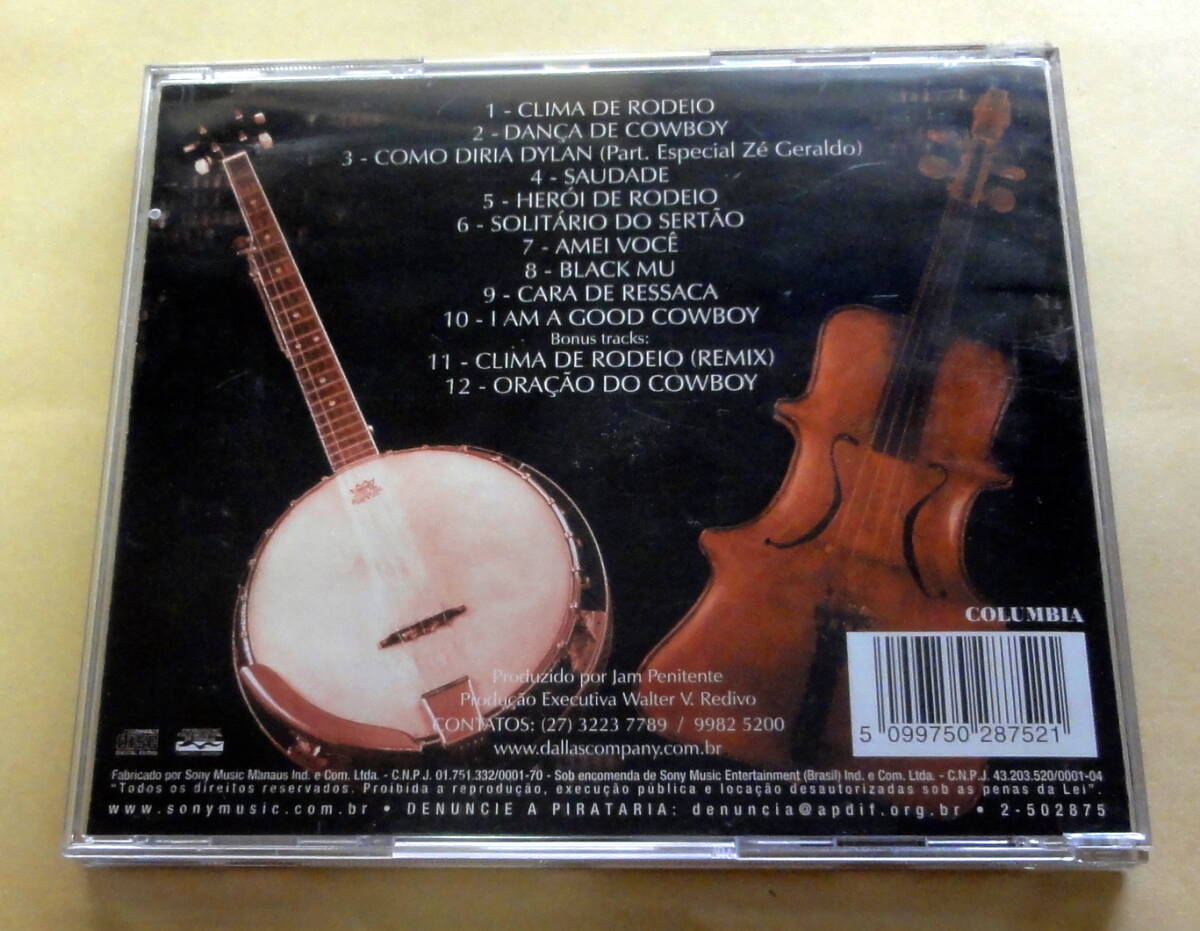 1 - CLIMA DE RODEIO
2 - DANÇA DE COWBOY
3 - COMO DIRIA DYLAN (Part. Especial Zé Geraldo)
4 - SAUDADE
5 - HERÓI DE RODEIO
6 - SOLITÁRIO DO SERTÃO
7 - AMEI VOCÊ
8 - BLACK MU
9 - CARA DE RESSACA
10 - I AM A GOOD COWBOY
Bonus tracks:
11 - CLIMA DE RODEIO (REMIX)
12 - ORAÇÃO DO COWBOY
COLUMBIA
5 099750 287521
Produzido por Jam Penitente
Produção Executiva Walter V. Redivo
CONTATOS: (27) 3223 7789 / 9982 5200
www.dallascompany.com.br
Fabricado por Sony Music Manaus Ind. e Com. Ltda. - C.N.P.J. 01.751.332/0001-70 - Sob encomenda de Sony Music Entertainment (Brasil) Ind. e Com. Ltda. - C.N.P.J. 43.203.520/0001-04
"Todos os direitos reservados. Proibida a reprodução, execução pública e locação desautorizadas sob as penas da Lei".
www.sonymusic.com.br • DENUNCIE A PIRATARIA: denuncia@apdif.org.br • 2-502875